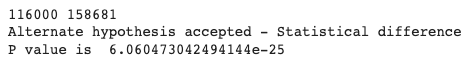 116000 158681
Alternate hypothesis accepted - Statistical difference
P value is  6.060473042494144e-25